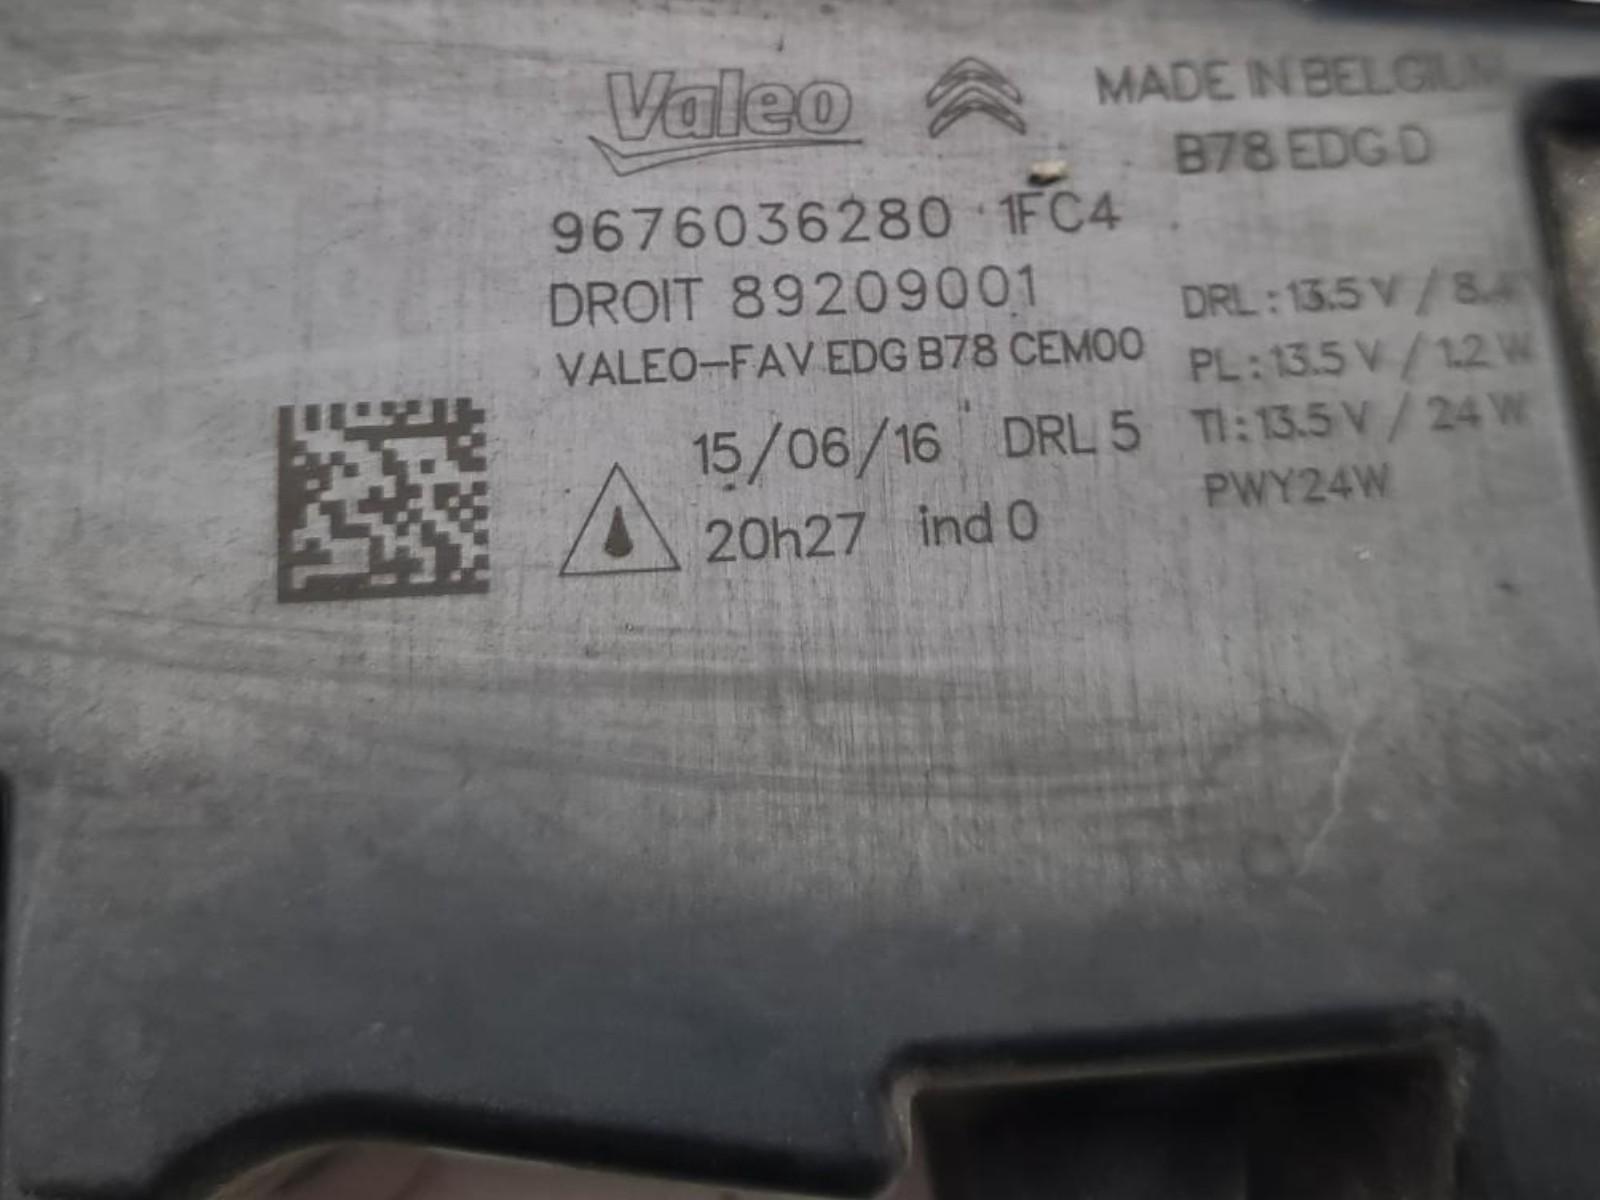 Valeo MADE IN BELGIUM
B78 EDG D
9676036280 1FC4
DROIT 89209001
VALEO-FAV EDG B78 CEM00
15/06/16 DRL 5
20h27 ind 0
DRL : 13.5 V /
PL : 13.5 V / 1.2 W
TI : 13.5 V / 24 W
PWY24W